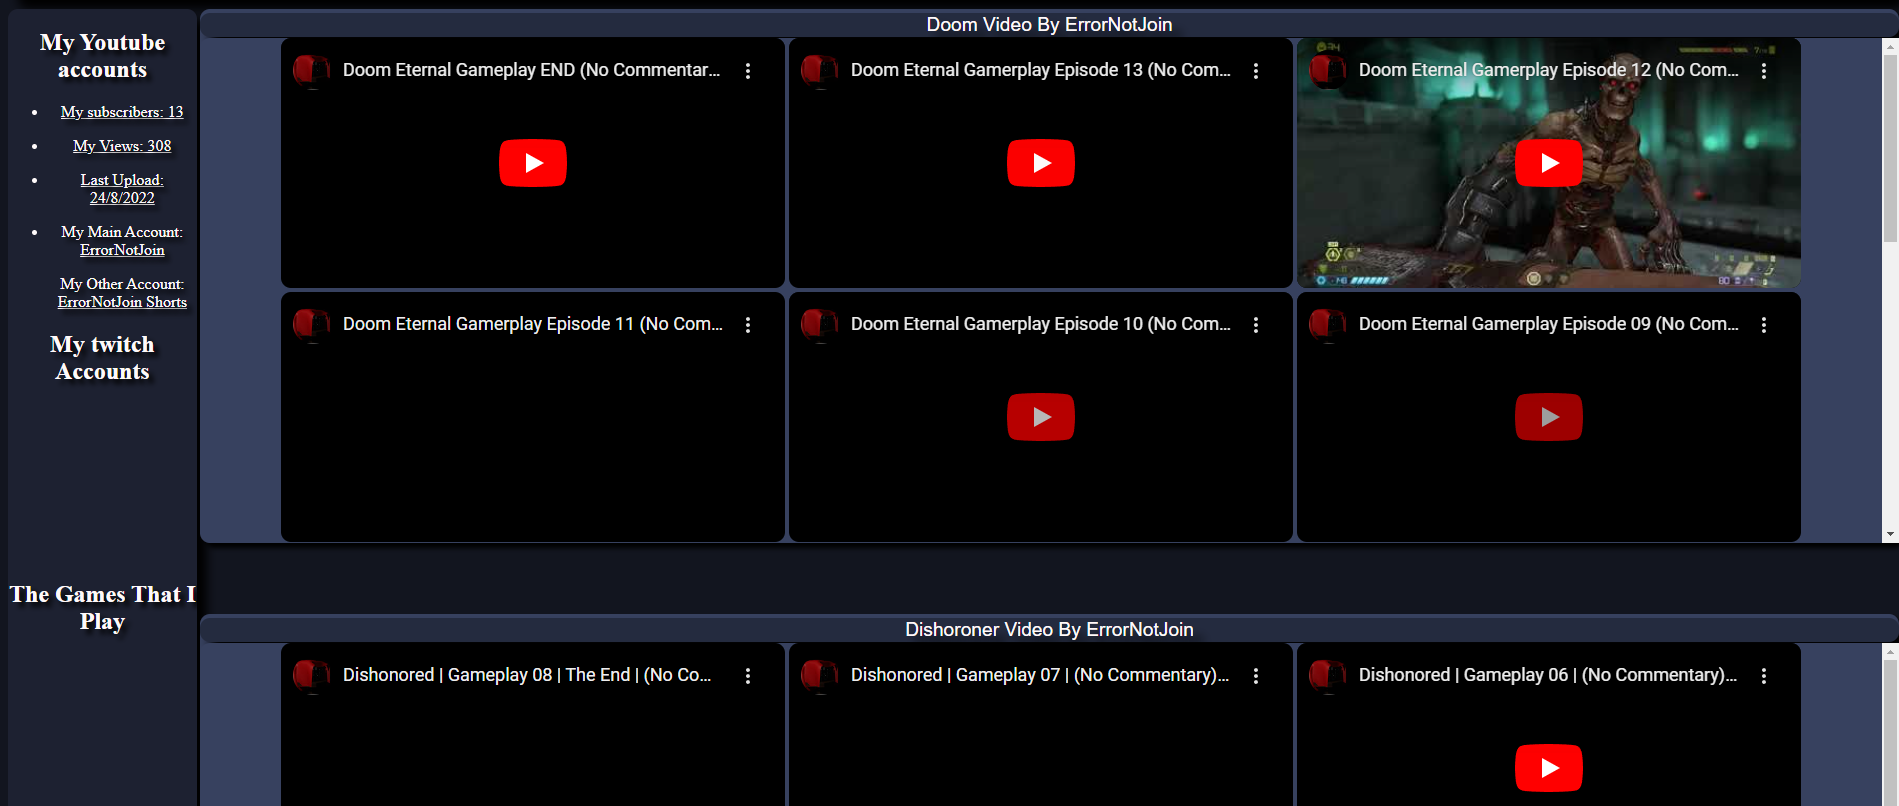 My Youtube
accounts
My subscribers: 13
My Views: 308
Last Upload:
24/8/2022
My Main Account:
ErrorNotJoin
My Other Account:
ErrorNotJoin Shorts
My twitch
Accounts
The Games That I
Play
Doom Video By ErrorNotJoin
Doom Eternal Gameplay END (No Commentar...
Doom Eternal Gamerplay Episode 13 (No Com...
Doom Eternal Gamerplay Episode 12 (No Com...
Doom Eternal Gamerplay Episode 11 (No Com...
Doom Eternal Gamerplay Episode 10 (No Com...
Doom Eternal Gamerplay Episode 09 (No Com...
Dishoroner Video By ErrorNotJoin
Dishonored | Gameplay 08 | The End | (No Co...
Dishonored | Gameplay 07 | (No Commentary)...
Dishonored | Gameplay 06 | (No Commentary)...